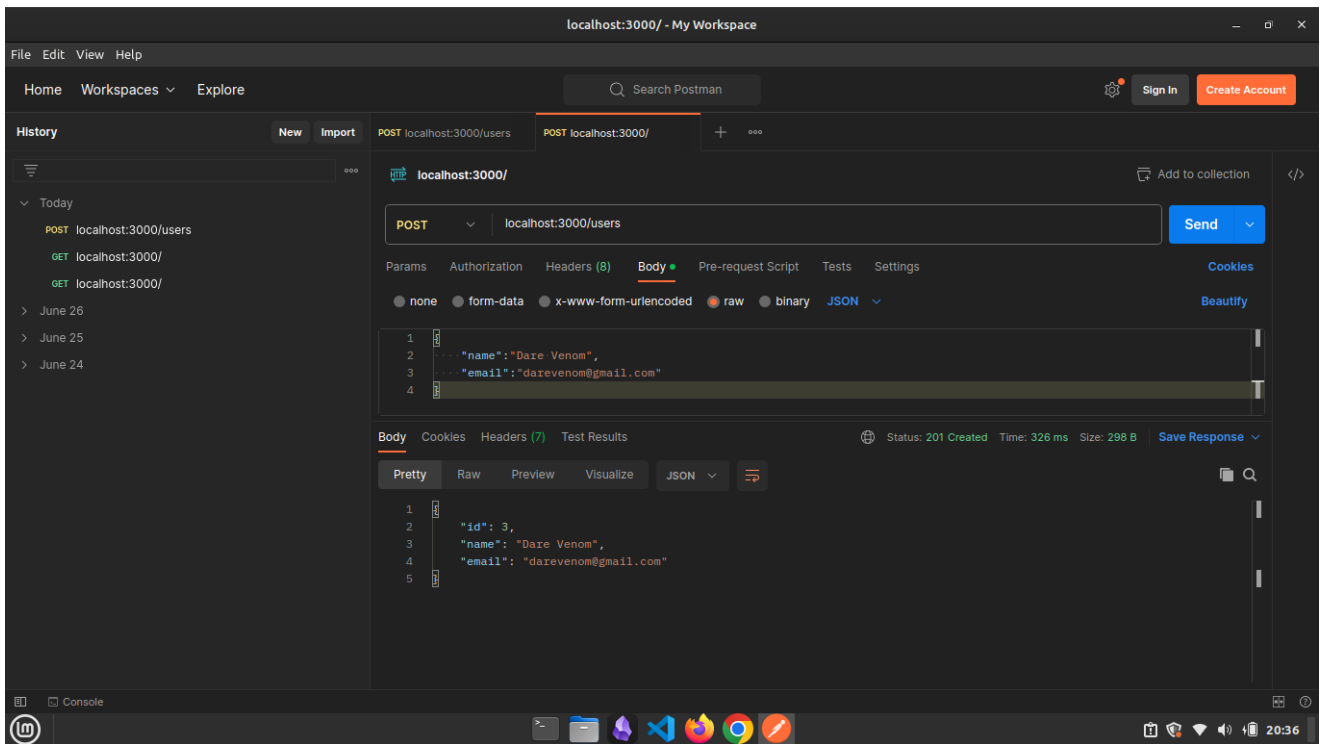 localhost:3000/ - My Workspace
File Edit View Help
Home Workspaces Explore Search Postman Sign In Create Account
History New Import POST localhost:3000/users POST localhost:3000/
HTTP localhost:3000/ Add to collection </>
Today
POST localhost:3000/users
GET localhost:3000/
GET localhost:3000/
June 26
June 25
June 24
POST localhost:3000/users Send
Params Authorization Headers (8) Body Pre-request Script Tests Settings Cookies
none form-data x-www-form-urlencoded raw binary JSON Beautify
1 {
2 ····"name":"Dare·Venom",
3 ····"email":"darevenom@gmail.com"
4 }
Body Cookies Headers (7) Test Results Status: 201 Created Time: 326 ms Size: 298 B Save Response
Pretty Raw Preview Visualize JSON
1 {
2 "id": 3,
3 "name": "Dare Venom",
4 "email": "darevenom@gmail.com"
5 }
Console
20:36